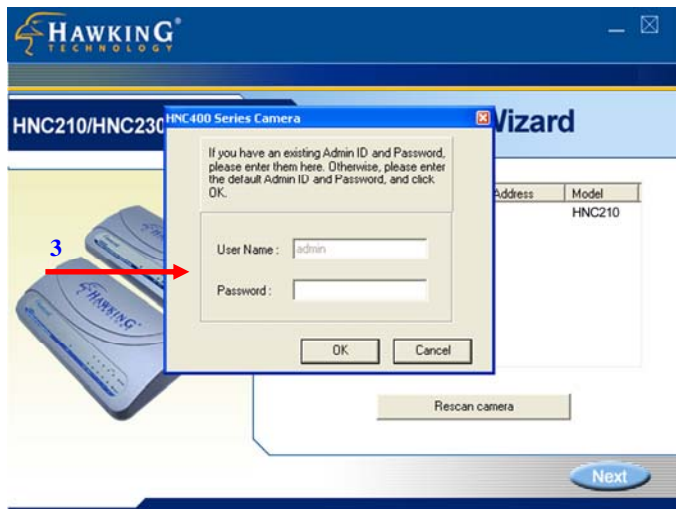 HAWKING
TECHNOLOGY
HNC210/HNC230
Wizard
HNC400 Series Camera
If you have an existing Admin ID and Password,
please enter them here. Otherwise, please enter
the default Admin ID and Password, and click
OK.
Address Model
HNC210
3
User Name :
admin
Password :
HAWKING
OK Cancel
Rescan camera
Next